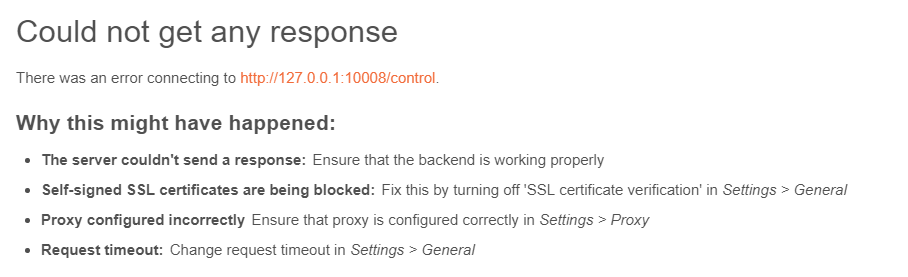 Could not get any response
There was an error connecting to http://127.0.0.1:10008/control.
Why this might have happened:
• The server couldn't send a response: Ensure that the backend is working properly
• Self-signed SSL certificates are being blocked: Fix this by turning off 'SSL certificate verification' in Settings > General
• Proxy configured incorrectly Ensure that proxy is configured correctly in Settings > Proxy
• Request timeout: Change request timeout in Settings > General